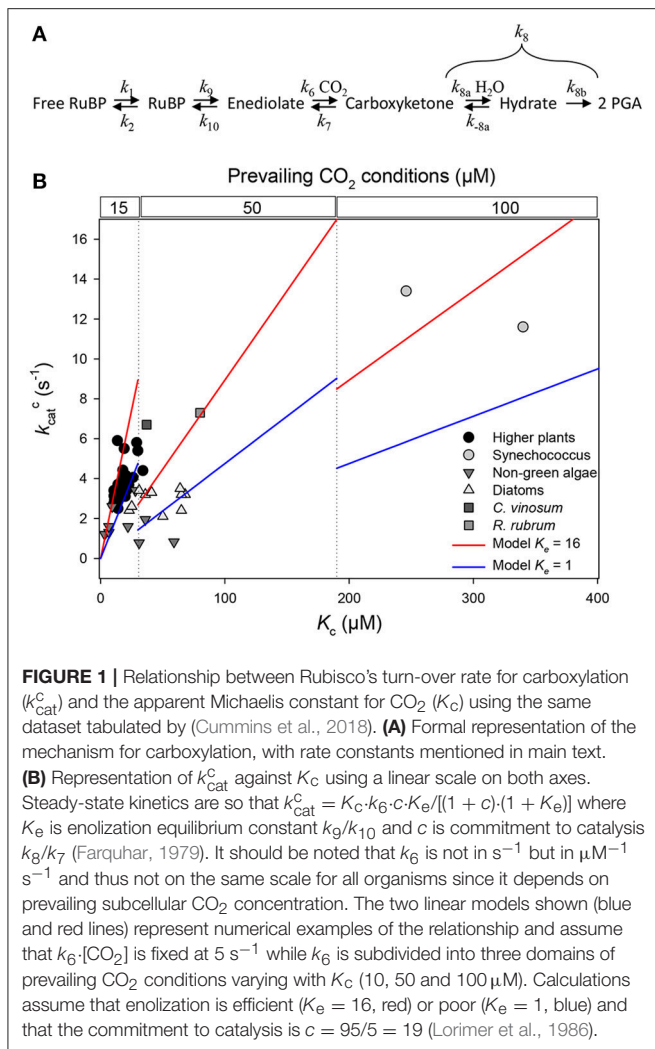 A
k8
k1 k9 k6 CO2 k8a H2O k8b
Free RuBP RuBP Enediolate Carboxyketone Hydrate 2 PGA
k2 k10 k7 k-8a
B
Prevailing CO2 conditions (µM)
15 50 100
16
14
12
10
8
6
4
2
0
kcat c (s-1)
Higher plants
Synechococcus
Non-green algae
Diatoms
C. vinosum
R. rubrum
Model Ke = 16
Model Ke = 1
0 100 200 300 400
Kc (µM)
FIGURE 1 | Relationship between Rubisco's turn-over rate for carboxylation
(kcat c) and the apparent Michaelis constant for CO2 (Kc) using the same
dataset tabulated by (Cummins et al., 2018). (A) Formal representation of the
mechanism for carboxylation, with rate constants mentioned in main text.
(B) Representation of kcat c against Kc using a linear scale on both axes.
Steady-state kinetics are so that kcat c = Kc·k6·c·Ke/[(1 + c)·(1 + Ke)] where
Ke is enolization equilibrium constant k9/k10 and c is commitment to catalysis
k8/k7 (Farquhar, 1979). It should be noted that k6 is not in s−1 but in µM−1
s−1 and thus not on the same scale for all organisms since it depends on
prevailing subcellular CO2 concentration. The two linear models shown (blue
and red lines) represent numerical examples of the relationship and assume
that k6·[CO2] is fixed at 5 s−1 while k6 is subdivided into three domains of
prevailing CO2 conditions varying with Kc (10, 50 and 100 µM). Calculations
assume that enolization is efficient (Ke = 16, red) or poor (Ke = 1, blue) and
that the commitment to catalysis is c = 95/5 = 19 (Lorimer et al., 1986).